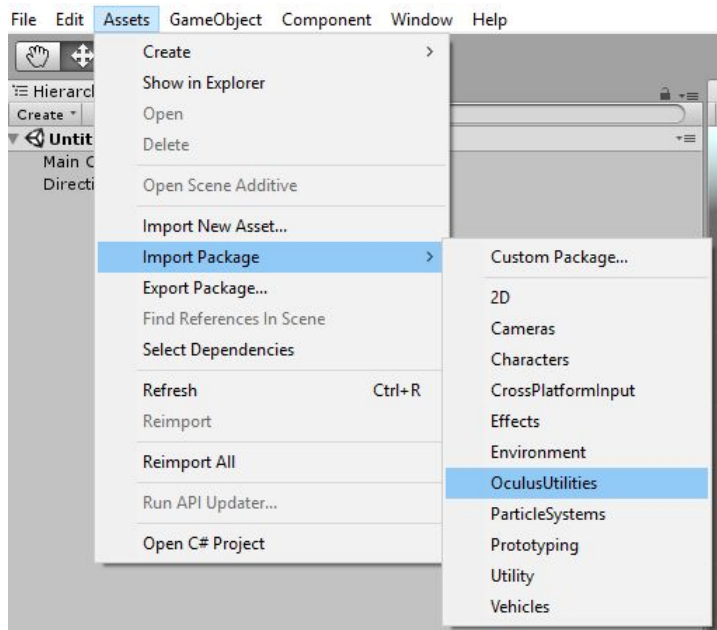 File Edit Assets GameObject Component Window Help
Create
Show in Explorer
Open
Delete
Open Scene Additive
Import New Asset...
Import Package
Export Package...
Find References In Scene
Select Dependencies
Refresh Ctrl+R
Reimport
Reimport All
Run API Updater...
Open C# Project
Custom Package...
2D
Cameras
Characters
CrossPlatformInput
Effects
Environment
OculusUtilities
ParticleSystems
Prototyping
Utility
Vehicles
Hierarcl
Create
Untit
Main C
Directi